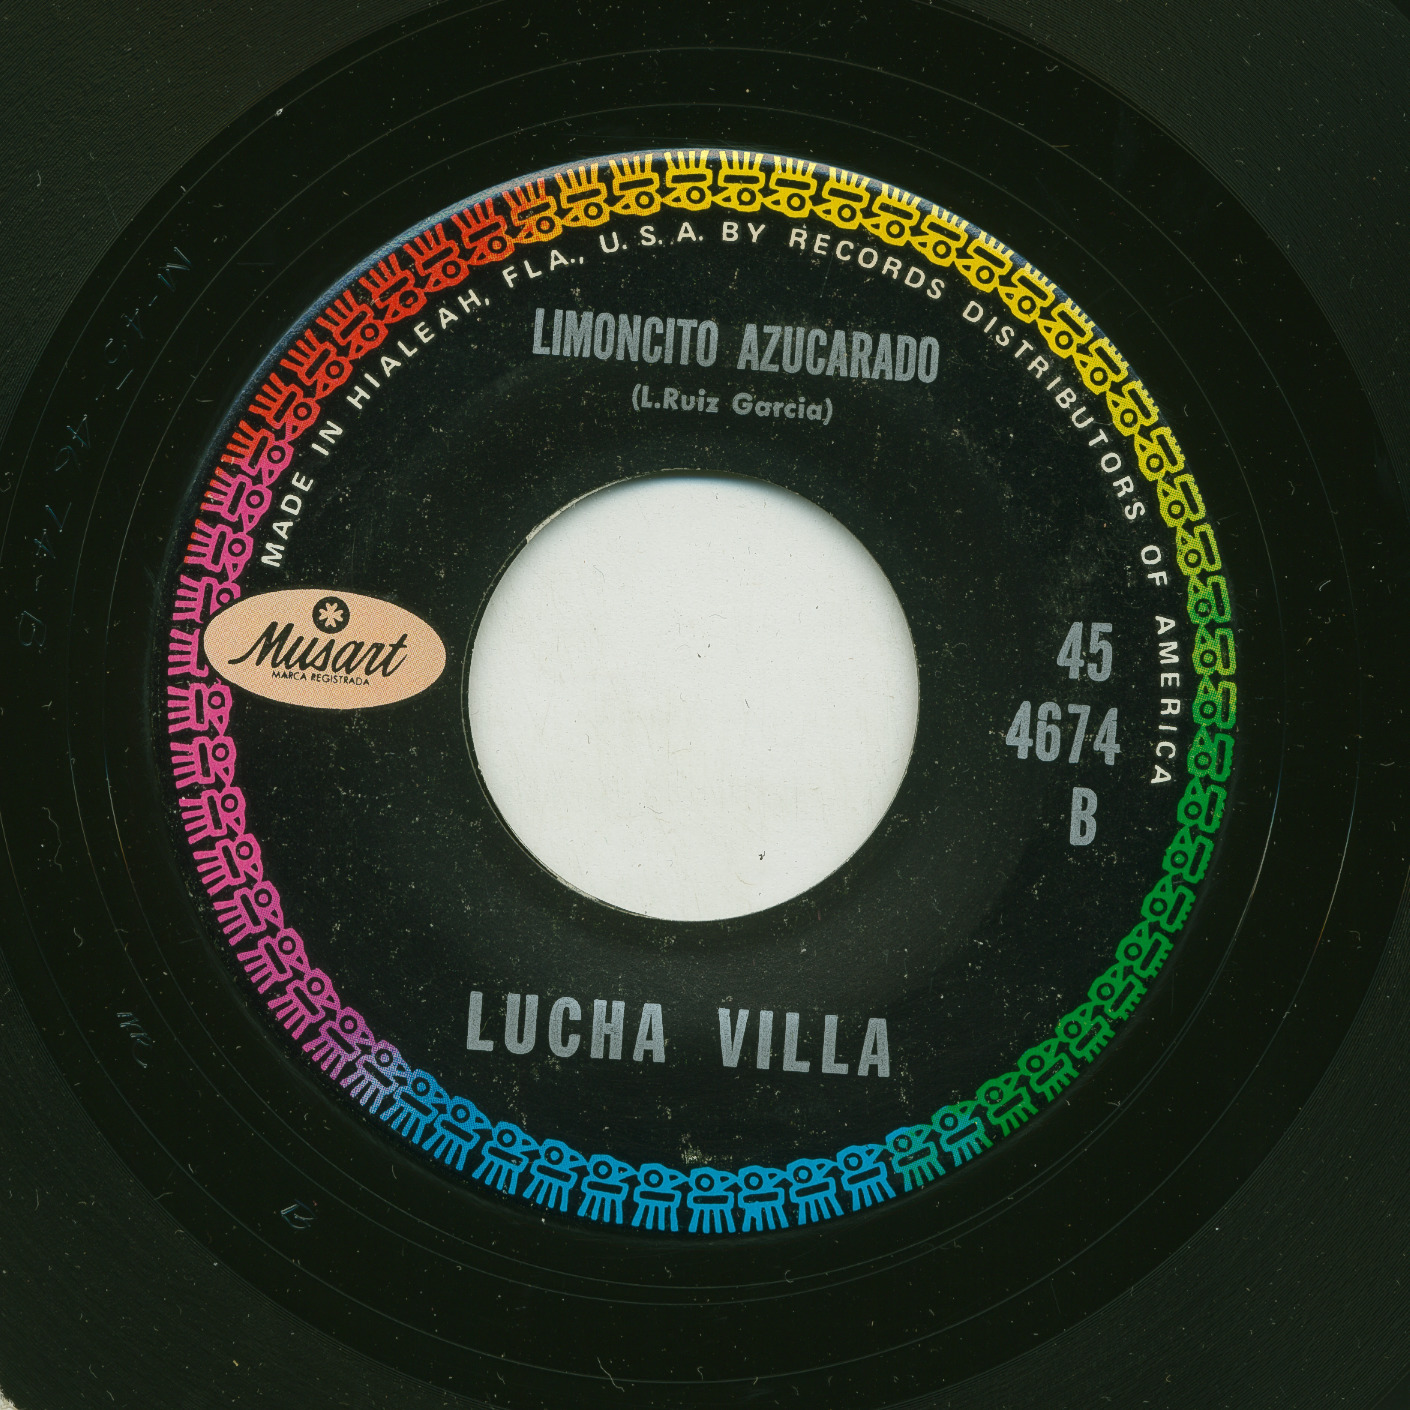 MADE IN HIALEAH, FLA., U.S.A. BY RECORDS DISTRIBUTORS OF AMERICA
LIMONCITO AZUCARADO
(L.Ruiz Garcia)
Musart
MARCA REGISTRADA
45
4674
B
LUCHA VILLA